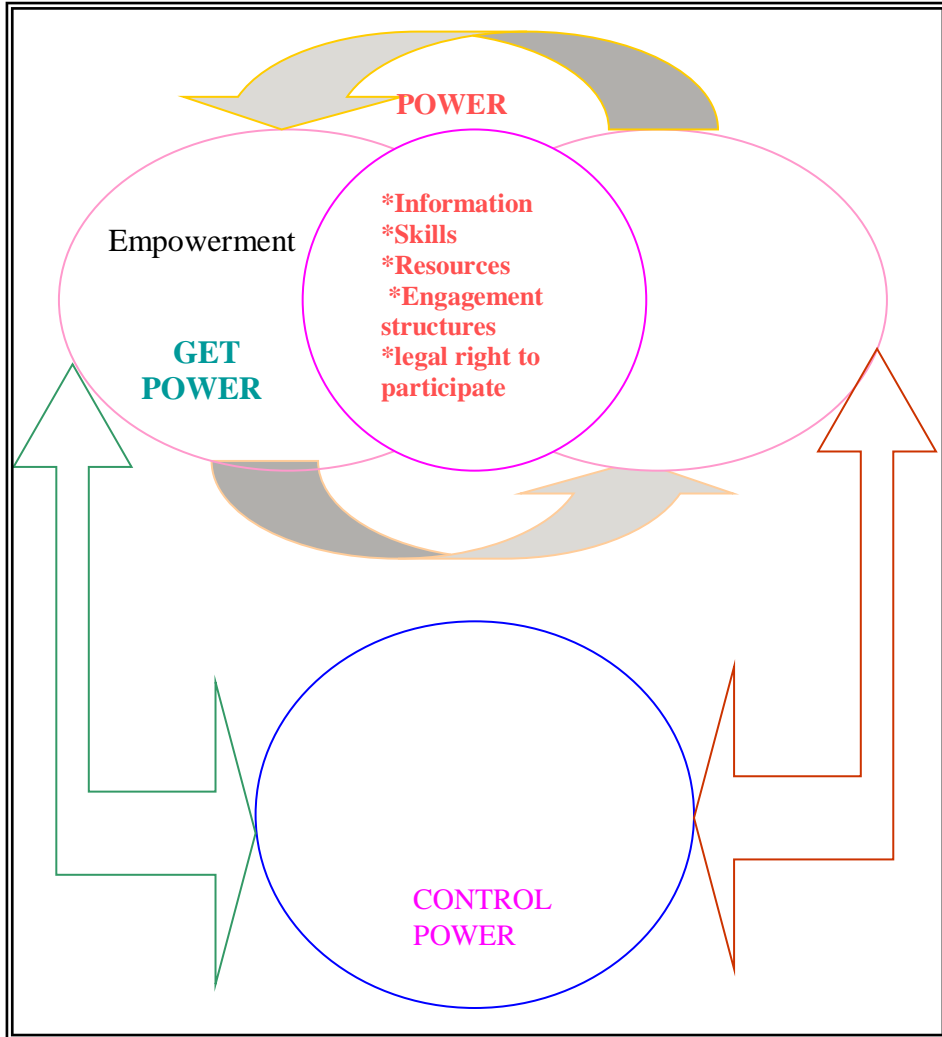 POWER
*Information
*Skills
*Resources
*Engagement
structures
*legal right to
participate
Empowerment
GET
POWER
CONTROL
POWER